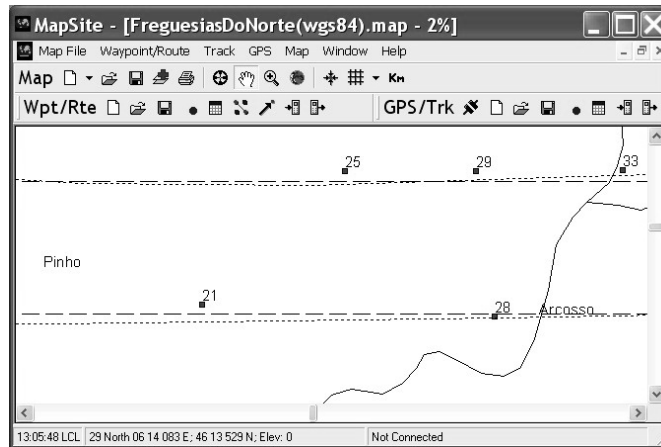 MapSite - [FreguesiasDoNorte(wgs84).map - 2%]
Map File Waypoint/Route Track GPS Map Window Help
Map Km
Wpt/Rte GPS/Trk
25 29 33
Pinho
21
28 Arcosso
13:05:48 LCL 29 North 06 14 083 E; 46 13 529 N; Elev: 0 Not Connected